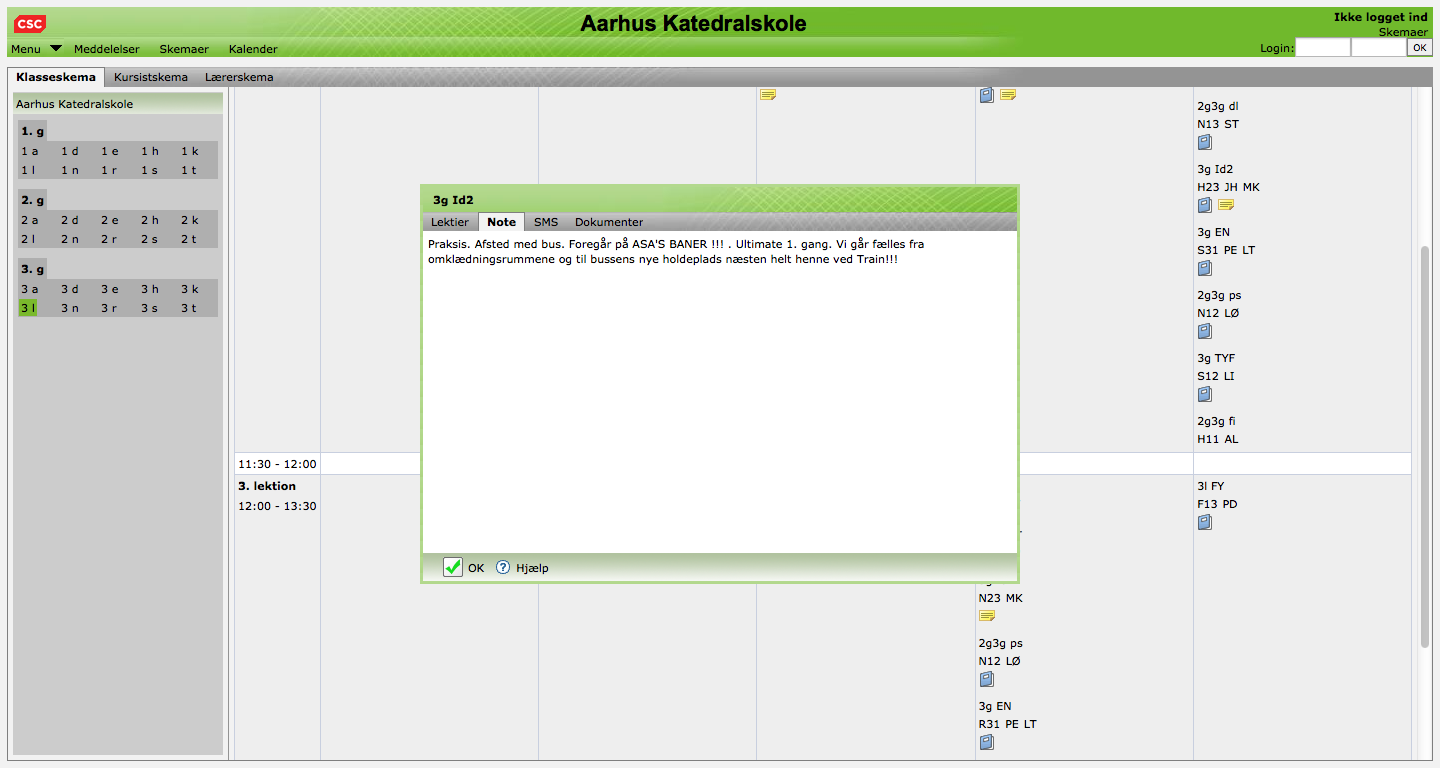 CSC
Aarhus Katedralskole
Ikke logget ind
Skemaer
Menu Meddelelser Skemaer Kalender
Login: OK
Klasseskema Kursistskema Lærerskema
Aarhus Katedralskole
1. g
1 a 1 d 1 e 1 h 1 k
1 l 1 n 1 r 1 s 1 t
2. g
2 a 2 d 2 e 2 h 2 k
2 l 2 n 2 r 2 s 2 t
3. g
3 a 3 d 3 e 3 h 3 k
3 l 3 n 3 r 3 s 3 t
3g Id2
Lektier Note SMS Dokumenter
Praksis. Afsted med bus. Foregår på ASA'S BANER !!! . Ultimate 1. gang. Vi går fælles fra
omklædningsrummene og til bussens nye holdeplads næsten helt henne ved Train!!!
OK Hjælp
11:30 - 12:00
3. lektion
12:00 - 13:30
N23 MK
2g3g ps
N12 LØ
3g EN
R31 PE LT
2g3g dl
N13 ST
3g Id2
H23 JH MK
3g EN
S31 PE LT
2g3g ps
N12 LØ
3g TYF
S12 LI
2g3g fi
H11 AL
3l FY
F13 PD